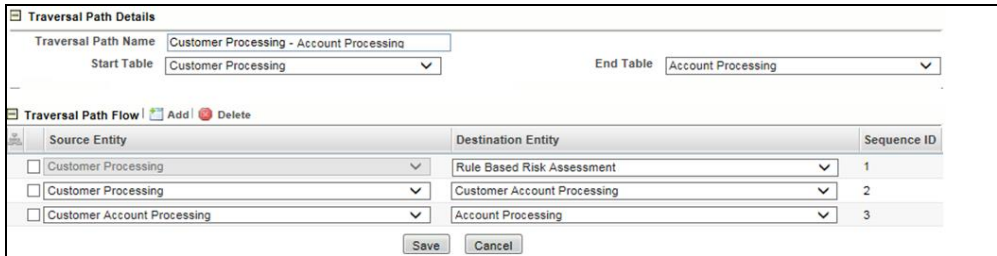 Traversal Path Details
Traversal Path Name Customer Processing - Account Processing
Start Table Customer Processing End Table Account Processing
Traversal Path Flow Add Delete
Source Entity Destination Entity Sequence ID
Customer Processing Rule Based Risk Assessment 1
Customer Processing Customer Account Processing 2
Customer Account Processing Account Processing 3
Save Cancel